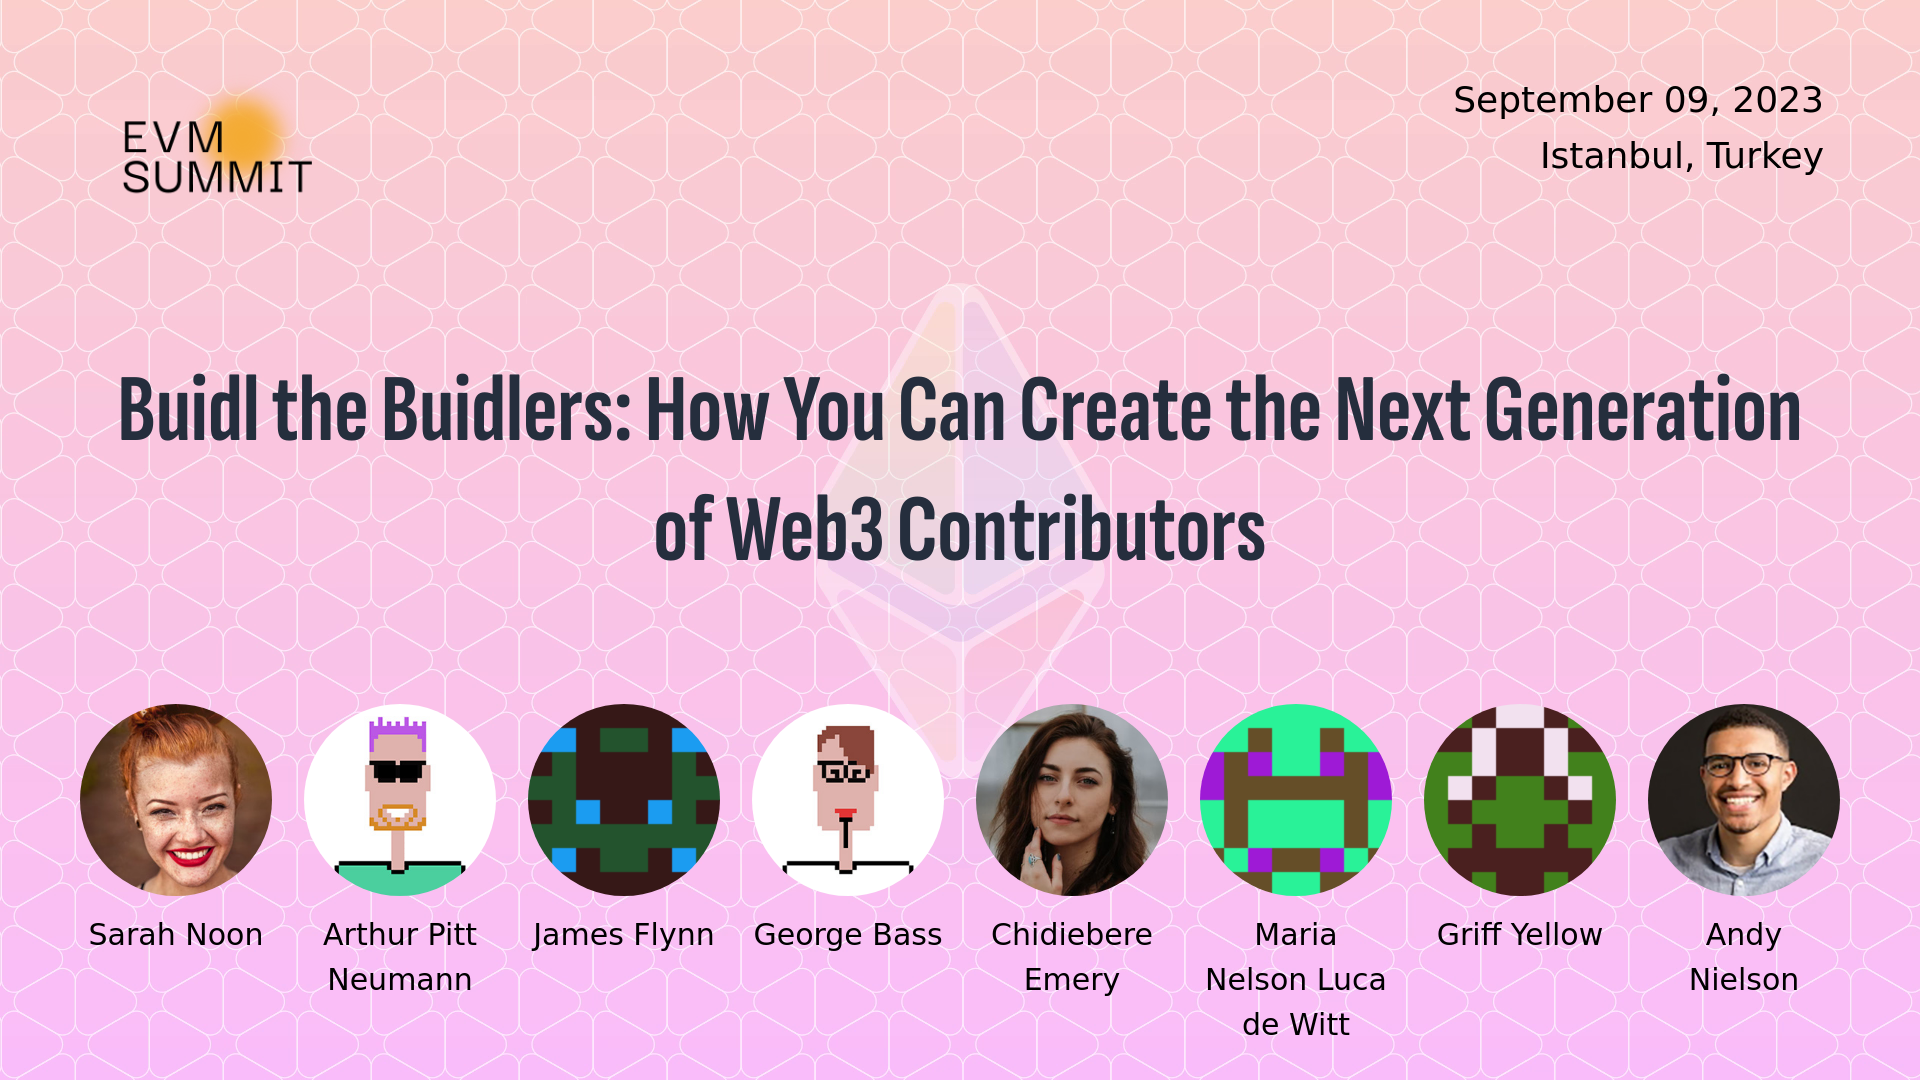 EVM
SUMMIT
September 09, 2023
Istanbul, Turkey
Buidl the Buidlers: How You Can Create the Next Generation
of Web3 Contributors
Sarah Noon
Arthur Pitt
Neumann
James Flynn
George Bass
Chidiebere
Emery
Maria
Nelson Luca
de Witt
Griff Yellow
Andy
Nielson